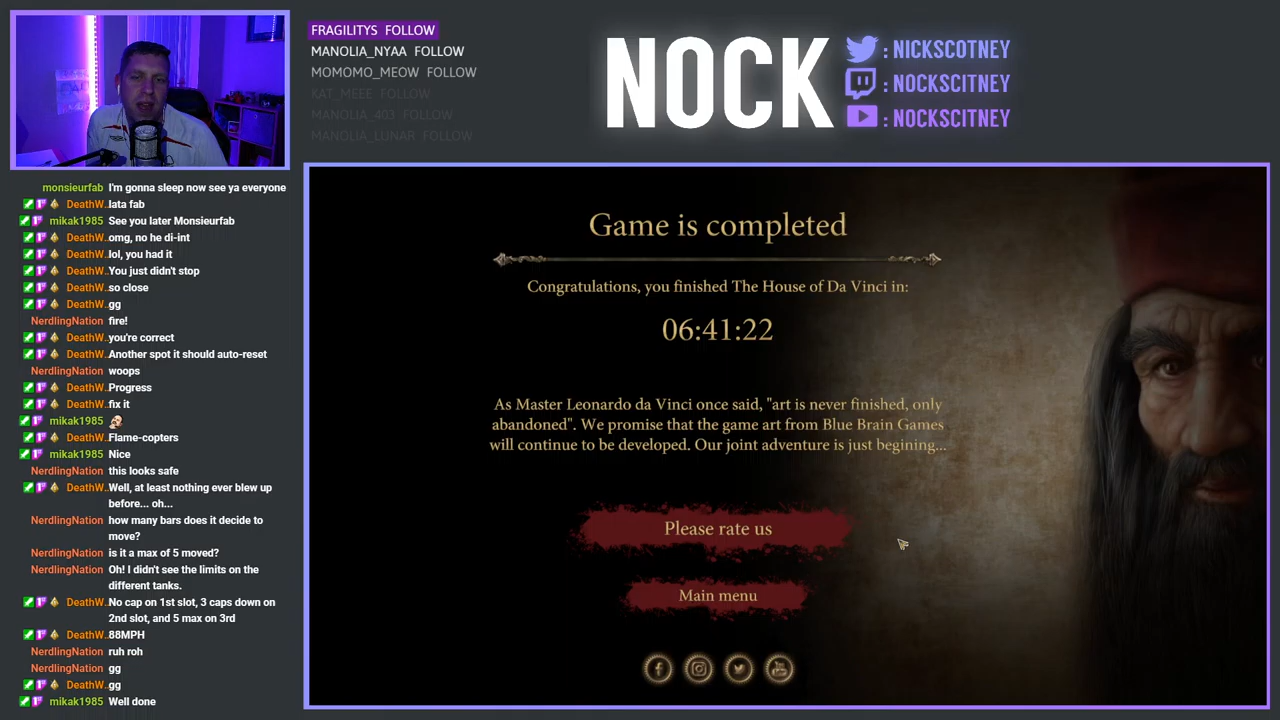 FRAGILITYS FOLLOW
MANOLIA_NYAA FOLLOW
MOMOMO_MEOW FOLLOW
KAT_MEEE FOLLOW
MANOLIA_403 FOLLOW
MANOLIA_LUNAR FOLLOW
NOCK
: NICKSCOTNEY
: NOCKSCITNEY
: NOCKSCITNEY
monsieurfab I'm gonna sleep now see ya everyone
DeathW.. lata fab
mikak1985 See you later Monsieurfab
DeathW.. omg, no he di-int
DeathW.. lol, you had it
DeathW.. You just didn't stop
DeathW.. so close
DeathW.. gg
NerdlingNation fire!
DeathW.. you're correct
DeathW.. Another spot it should auto-reset
NerdlingNation woops
DeathW.. Progress
DeathW.. fix it
mikak1985
DeathW.. Flame-copters
mikak1985 Nice
NerdlingNation this looks safe
DeathW.. Well, at least nothing ever blew up
before... oh...
NerdlingNation how many bars does it decide to
move?
NerdlingNation is it a max of 5 moved?
NerdlingNation Oh! I didn't see the limits on the
different tanks.
DeathW.. No cap on 1st slot, 3 caps down on
2nd slot, and 5 max on 3rd
DeathW.. 88MPH
NerdlingNation ruh roh
NerdlingNation gg
DeathW.. gg
mikak1985 Well done
Game is completed
Congratulations, you finished The House of Da Vinci in:
06:41:22
As Master Leonardo da Vinci once said, "art is never finished, only
abandoned". We promise that the game art from Blue Brain Games
will continue to be developed. Our joint adventure is just begining...
Please rate us
Main menu